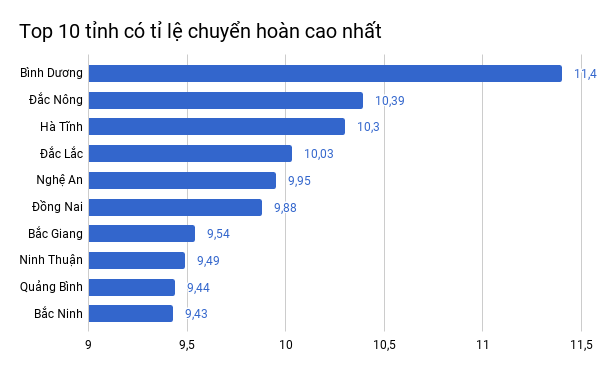 Top 10 tỉnh có tỉ lệ chuyển hoàn cao nhất
Bình Dương 11,4
Đắc Nông 10,39
Hà Tĩnh 10,3
Đắc Lắc 10,03
Nghệ An 9,95
Đồng Nai 9,88
Bắc Giang 9,54
Ninh Thuận 9,49
Quảng Bình 9,44
Bắc Ninh 9,43
9 9,5 10 10,5 11 11,5